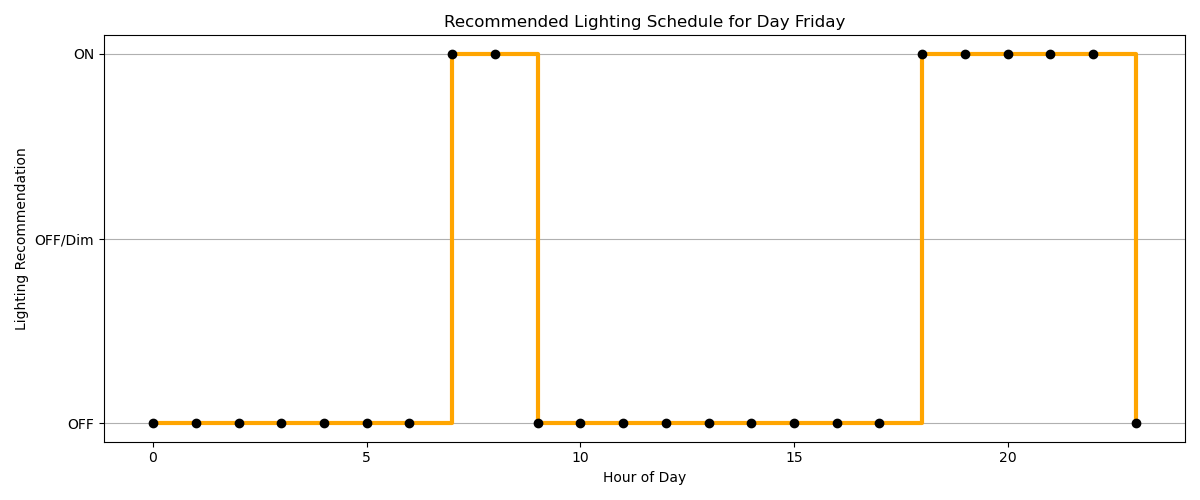 Recommended Lighting Schedule for Day Friday
ON
OFF/Dim
OFF
Lighting Recommendation
0 5 10 15 20
Hour of Day